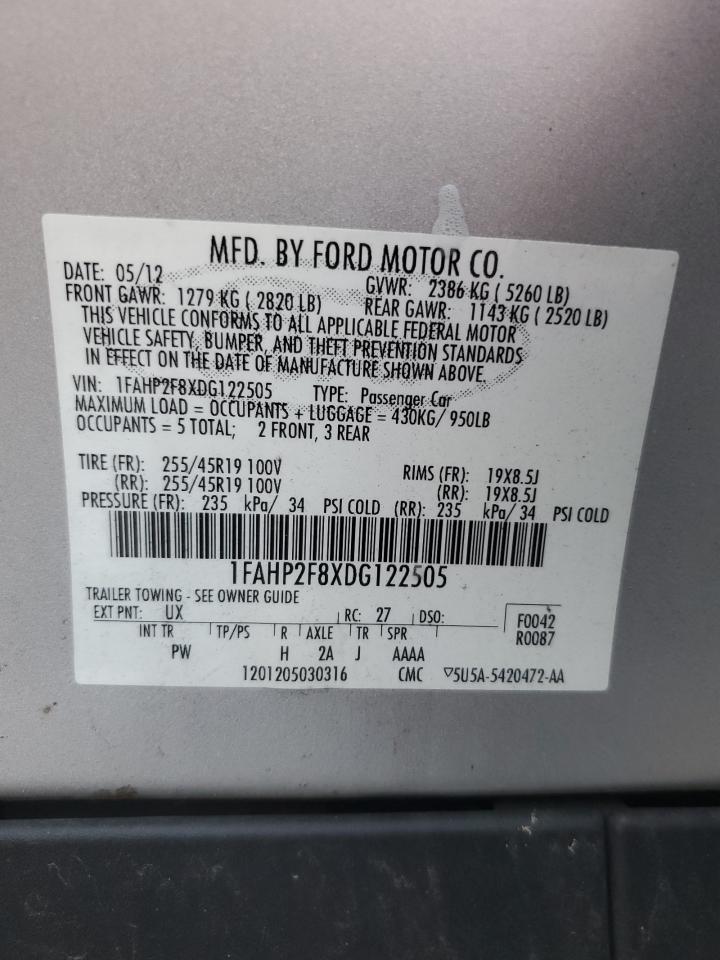 MFD. BY FORD MOTOR CO.
DATE: 05/12 GVWR: 2386 KG ( 5260 LB)
FRONT GAWR: 1279 KG ( 2820 LB) REAR GAWR: 1143 KG ( 2520 LB)
THIS VEHICLE CONFORMS TO ALL APPLICABLE FEDERAL MOTOR
VEHICLE SAFETY, BUMPER, AND THEFT PREVENTION STANDARDS
IN EFFECT ON THE DATE OF MANUFACTURE SHOWN ABOVE.
VIN: 1FAHP2F8XDG122505 TYPE: Passenger Car
MAXIMUM LOAD = OCCUPANTS + LUGGAGE = 430KG/ 950LB
OCCUPANTS = 5 TOTAL; 2 FRONT, 3 REAR
TIRE (FR): 255/45R19 100V RIMS (FR): 19X8.5J
(RR): 255/45R19 100V (RR): 19X8.5J
PRESSURE (FR): 235 kPa/ 34 PSI COLD (RR): 235 kPa/ 34 PSI COLD
1FAHP2F8XDG122505
TRAILER TOWING - SEE OWNER GUIDE
EXT PNT: UX RC: 27 DSO: F0042
INT TR TP/PS R AXLE TR SPR R0087
PW H 2A J AAAA
1201205030316 CMC ▽5U5A-5420472-AA